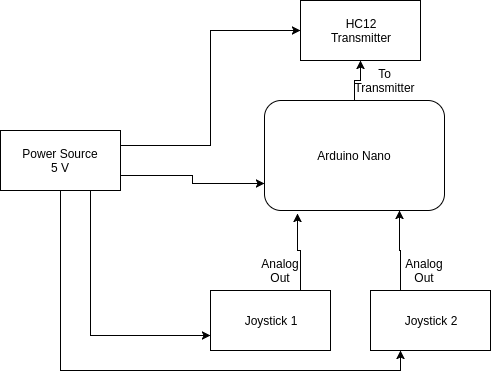 HC12
Transmitter
To
Transmitter
Arduino Nano
Power Source
5 V
Analog
Out
Analog
Out
Joystick 1
Joystick 2